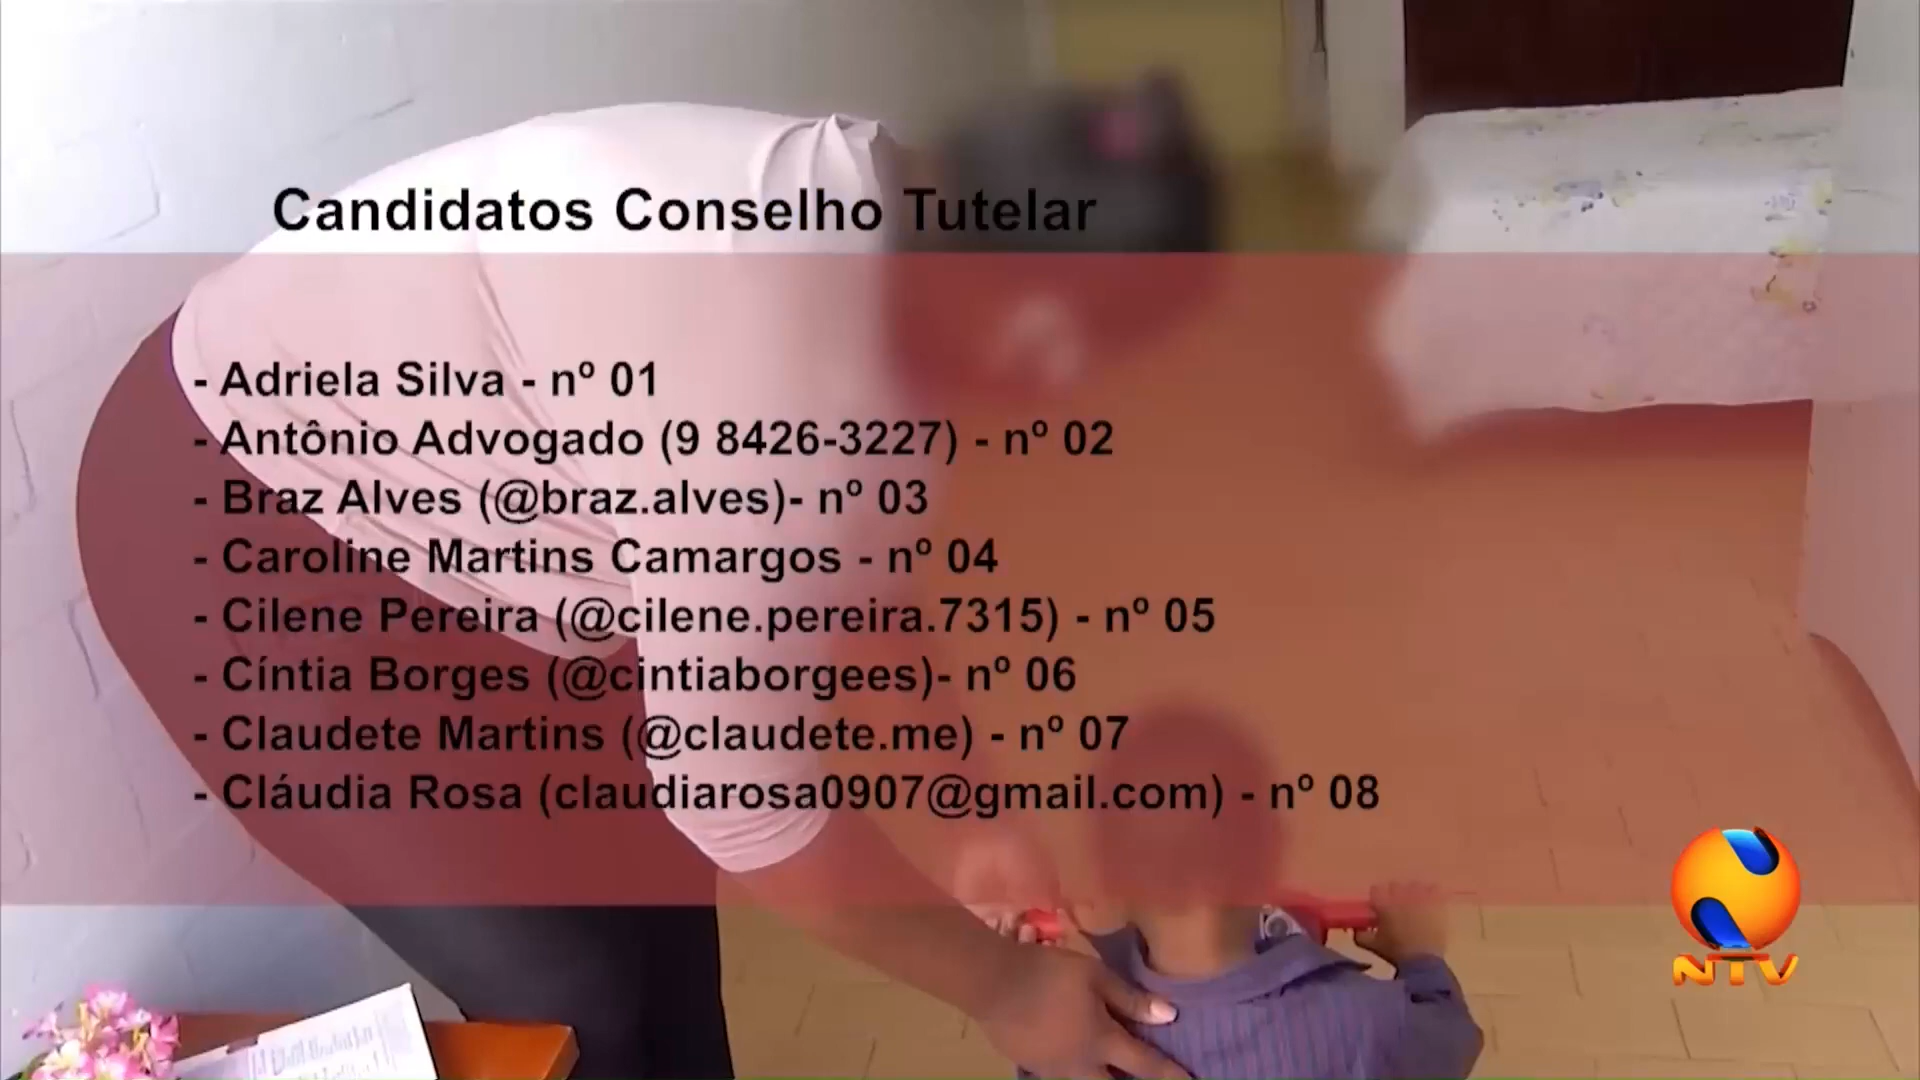 Candidatos Conselho Tutelar
- Adriela Silva - nº 01
- Antônio Advogado (9 8426-3227) - nº 02
- Braz Alves (@braz.alves)- nº 03
- Caroline Martins Camargos - nº 04
- Cilene Pereira (@cilene.pereira.7315) - nº 05
- Cíntia Borges (@cintiaborgees)- nº 06
- Claudete Martins (@claudete.me) - nº 07
- Cláudia Rosa (claudiarosa0907@gmail.com) - nº 08
NTV